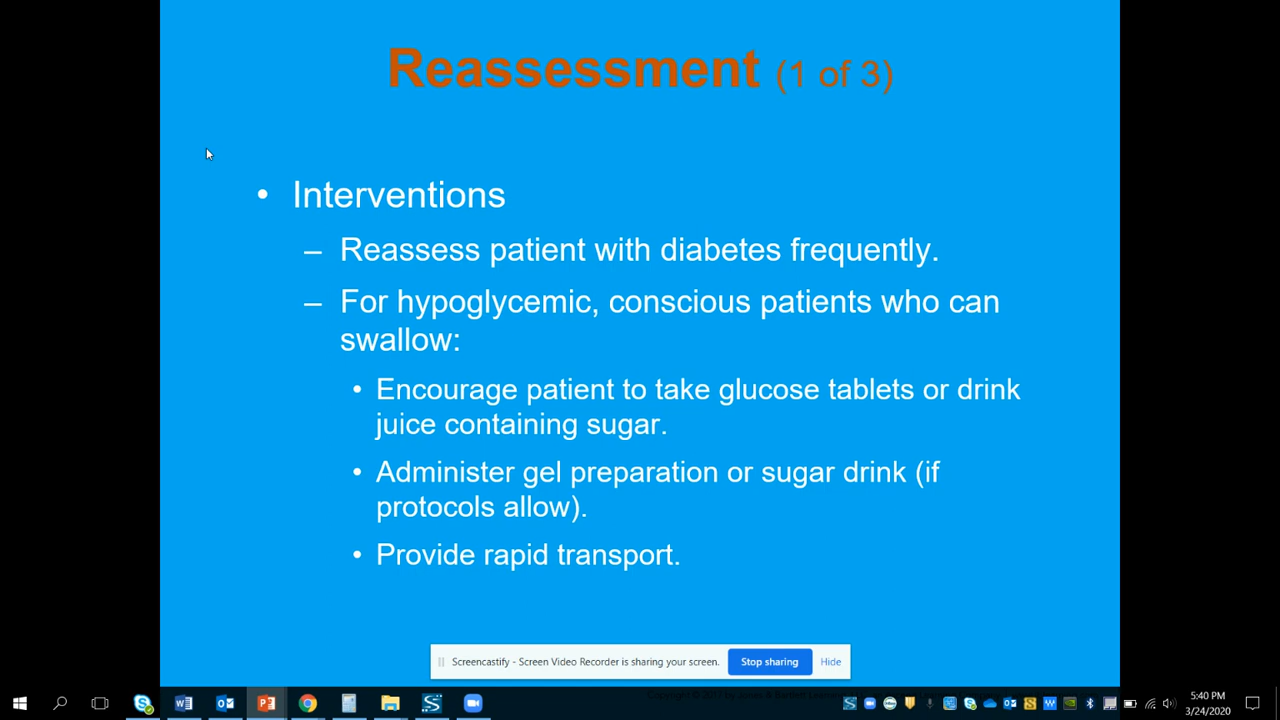 Reassessment (1 of 3)
• Interventions
– Reassess patient with diabetes frequently.
– For hypoglycemic, conscious patients who can
swallow:
• Encourage patient to take glucose tablets or drink
juice containing sugar.
• Administer gel preparation or sugar drink (if
protocols allow).
• Provide rapid transport.
Screencastify - Screen Video Recorder is sharing your screen. Stop sharing Hide
5:40 PM
3/24/2020